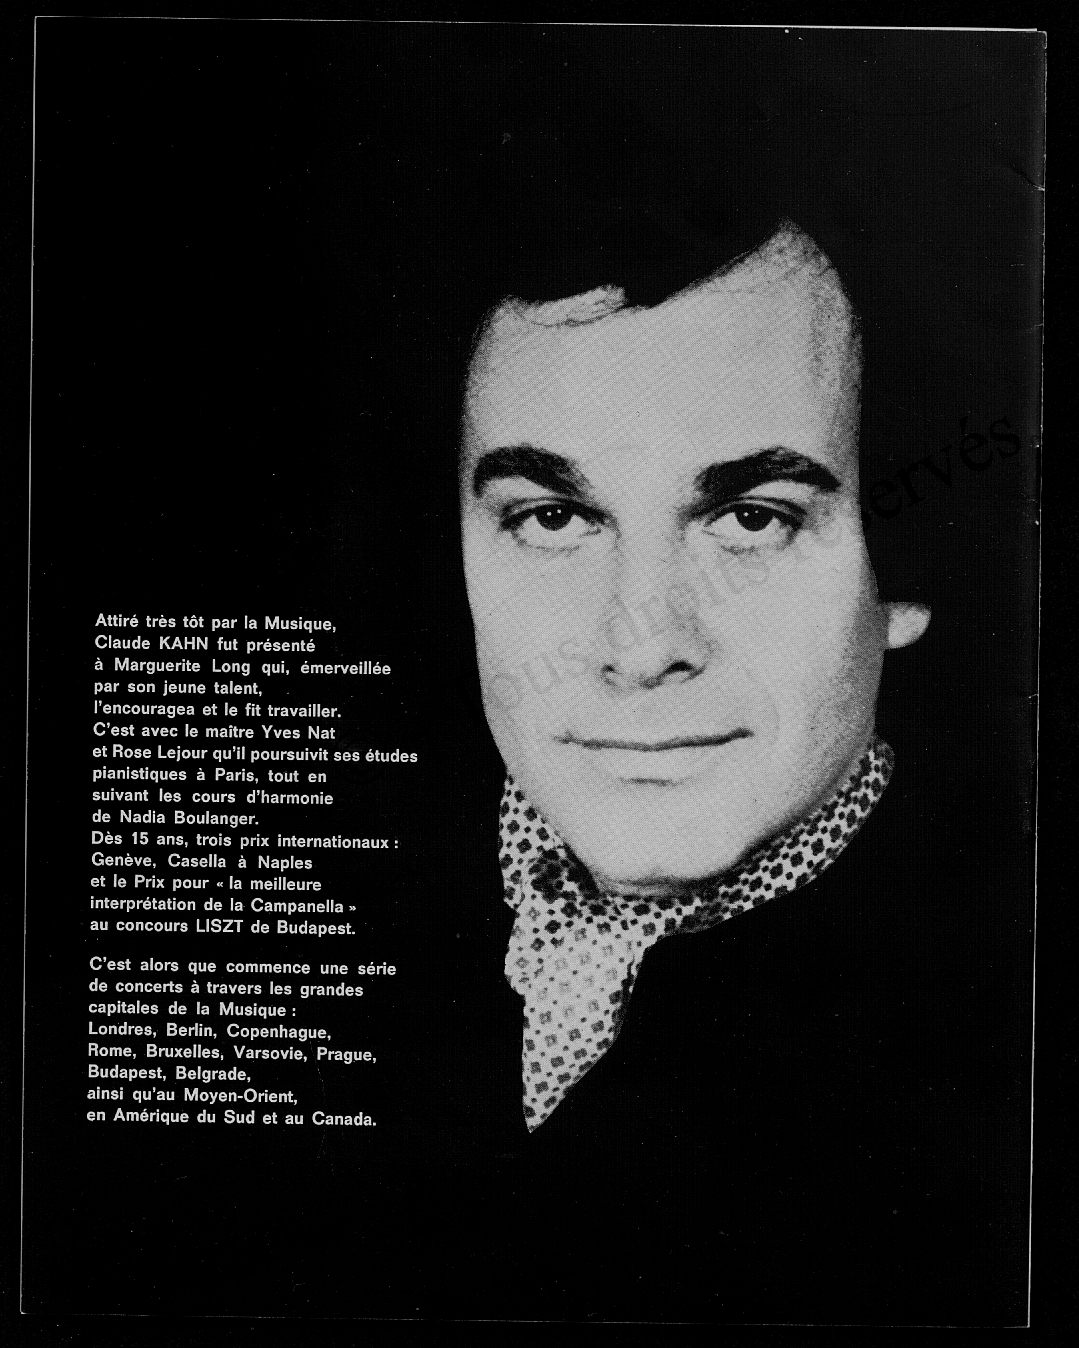 Attiré très tôt par la Musique,
Claude KAHN fut présenté
à Marguerite Long qui, émerveillée
par son jeune talent,
l'encouragea et le fit travailler.
C'est avec le maître Yves Nat
et Rose Lejour qu'il poursuivit ses études
pianistiques à Paris, tout en
suivant les cours d'harmonie
de Nadia Boulanger.
Dès 15 ans, trois prix internationaux :
Genève, Casella à Naples
et le Prix pour « la meilleure
interprétation de la Campanella »
au concours LISZT de Budapest.
C'est alors que commence une série
de concerts à travers les grandes
capitales de la Musique :
Londres, Berlin, Copenhague,
Rome, Bruxelles, Varsovie, Prague,
Budapest, Belgrade,
ainsi qu'au Moyen-Orient,
en Amérique du Sud et au Canada.
Tous droits réservés